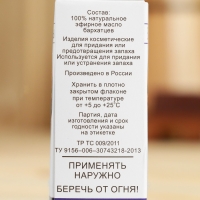 Состав:
100% натуральное
эфирное масло
бархатцев
Изделия косметические
для придания или
предотвращения запаха
Используется для придания
или устранения запаха
Произведено в России
Хранить в плотно
закрытом флаконе
при температуре
от +5 до +25°C
Партия, дата
изготовления и срок
годности указаны
на этикетке
ТР ТС 009/2011
ТУ 9156-006-30743218-2013
ПРИМЕНЯТЬ
НАРУЖНО
БЕРЕЧЬ ОТ ОГНЯ!